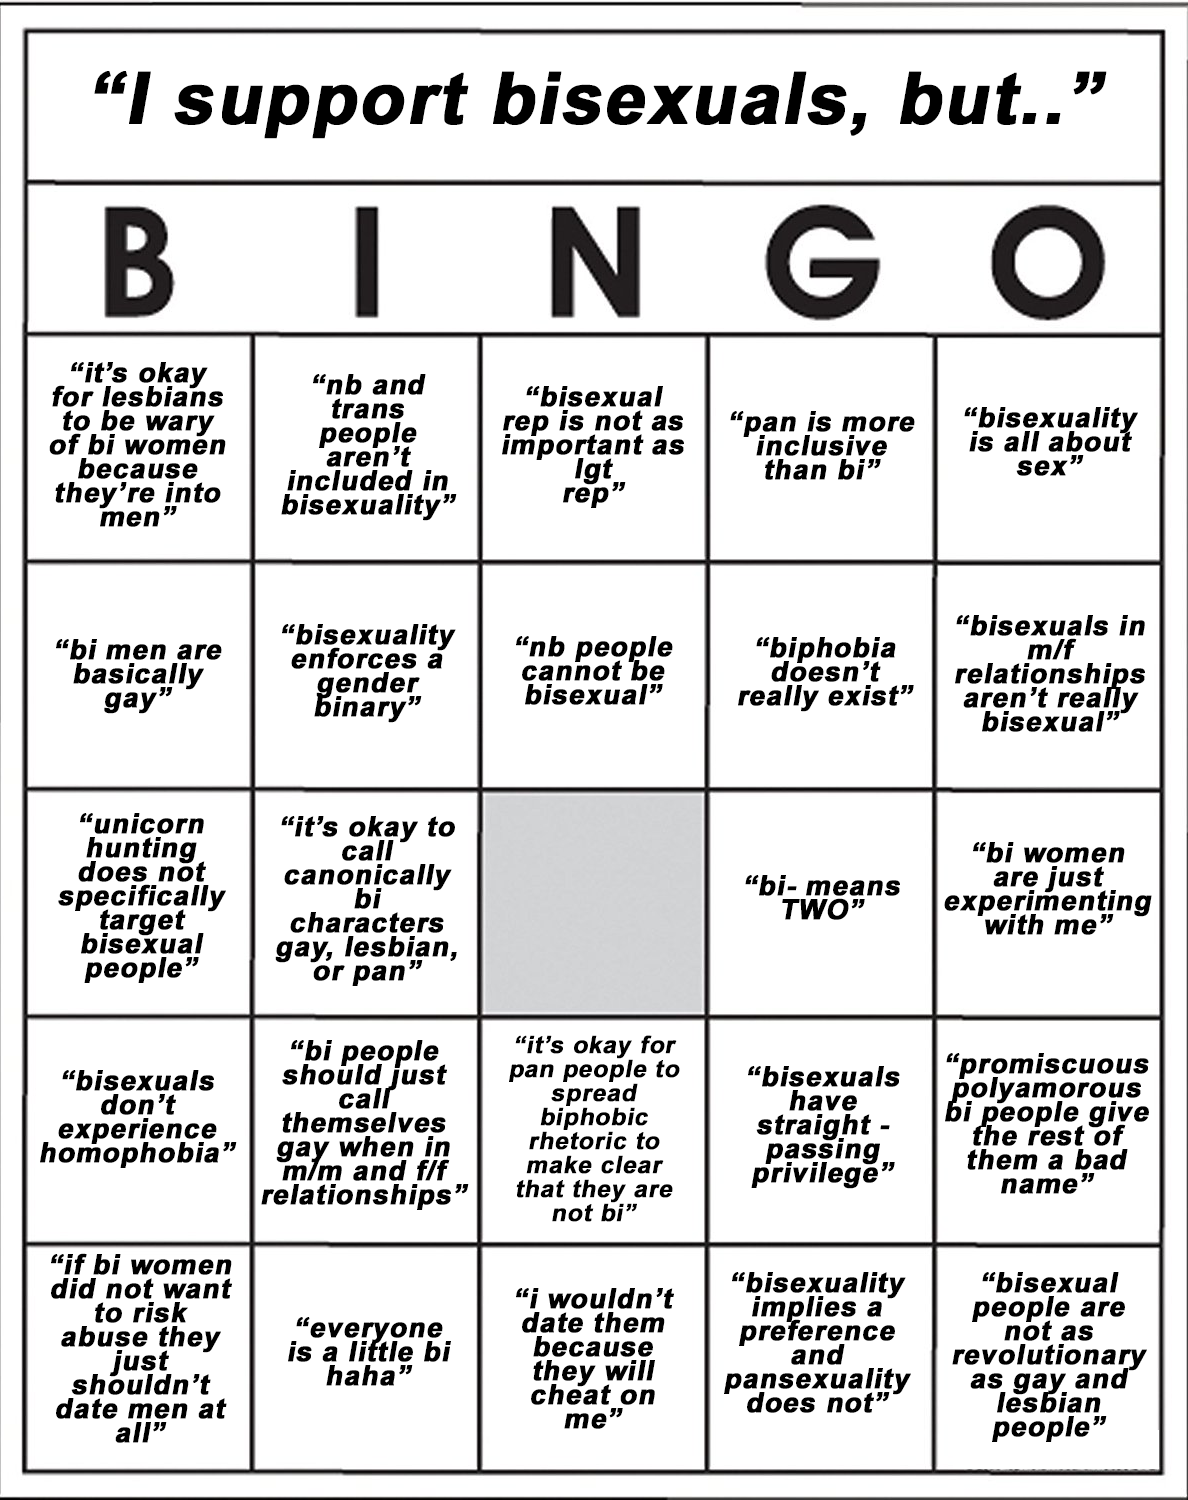 “I support bisexuals, but..”
B I N G O
“it’s okay
for lesbians
to be wary
of bi women
because
they’re into
men”
“nb and
trans
people
aren’t
included in
bisexuality”
“bisexual
rep is not as
important as
lgt
rep”
“pan is more
inclusive
than bi”
“bisexuality
is all about
sex”
“bi men are
basically
gay”
“bisexuality
enforces a
gender
binary”
“nb people
cannot be
bisexual”
“biphobia
doesn’t
really exist”
“bisexuals in
m/f
relationships
aren’t really
bisexual”
“unicorn
hunting
does not
specifically
target
bisexual
people”
“it’s okay to
call
canonically
bi
characters
gay, lesbian,
or pan”
“bi- means
TWO”
“bi women
are just
experimenting
with me”
“bisexuals
don’t
experience
homophobia”
“bi people
should just
call
themselves
gay when in
m/m and f/f
relationships”
“it’s okay for
pan people to
spread
biphobic
rhetoric to
make clear
that they are
not bi”
“bisexuals
have
straight -
passing
privilege”
“promiscuous
polyamorous
bi people give
the rest of
them a bad
name”
“if bi women
did not want
to risk
abuse they
just
shouldn’t
date men at
all”
“everyone
is a little bi
haha”
“i wouldn’t
date them
because
they will
cheat on
me”
“bisexuality
implies a
preference
and
pansexuality
does not”
“bisexual
people are
not as
revolutionary
as gay and
lesbian
people”